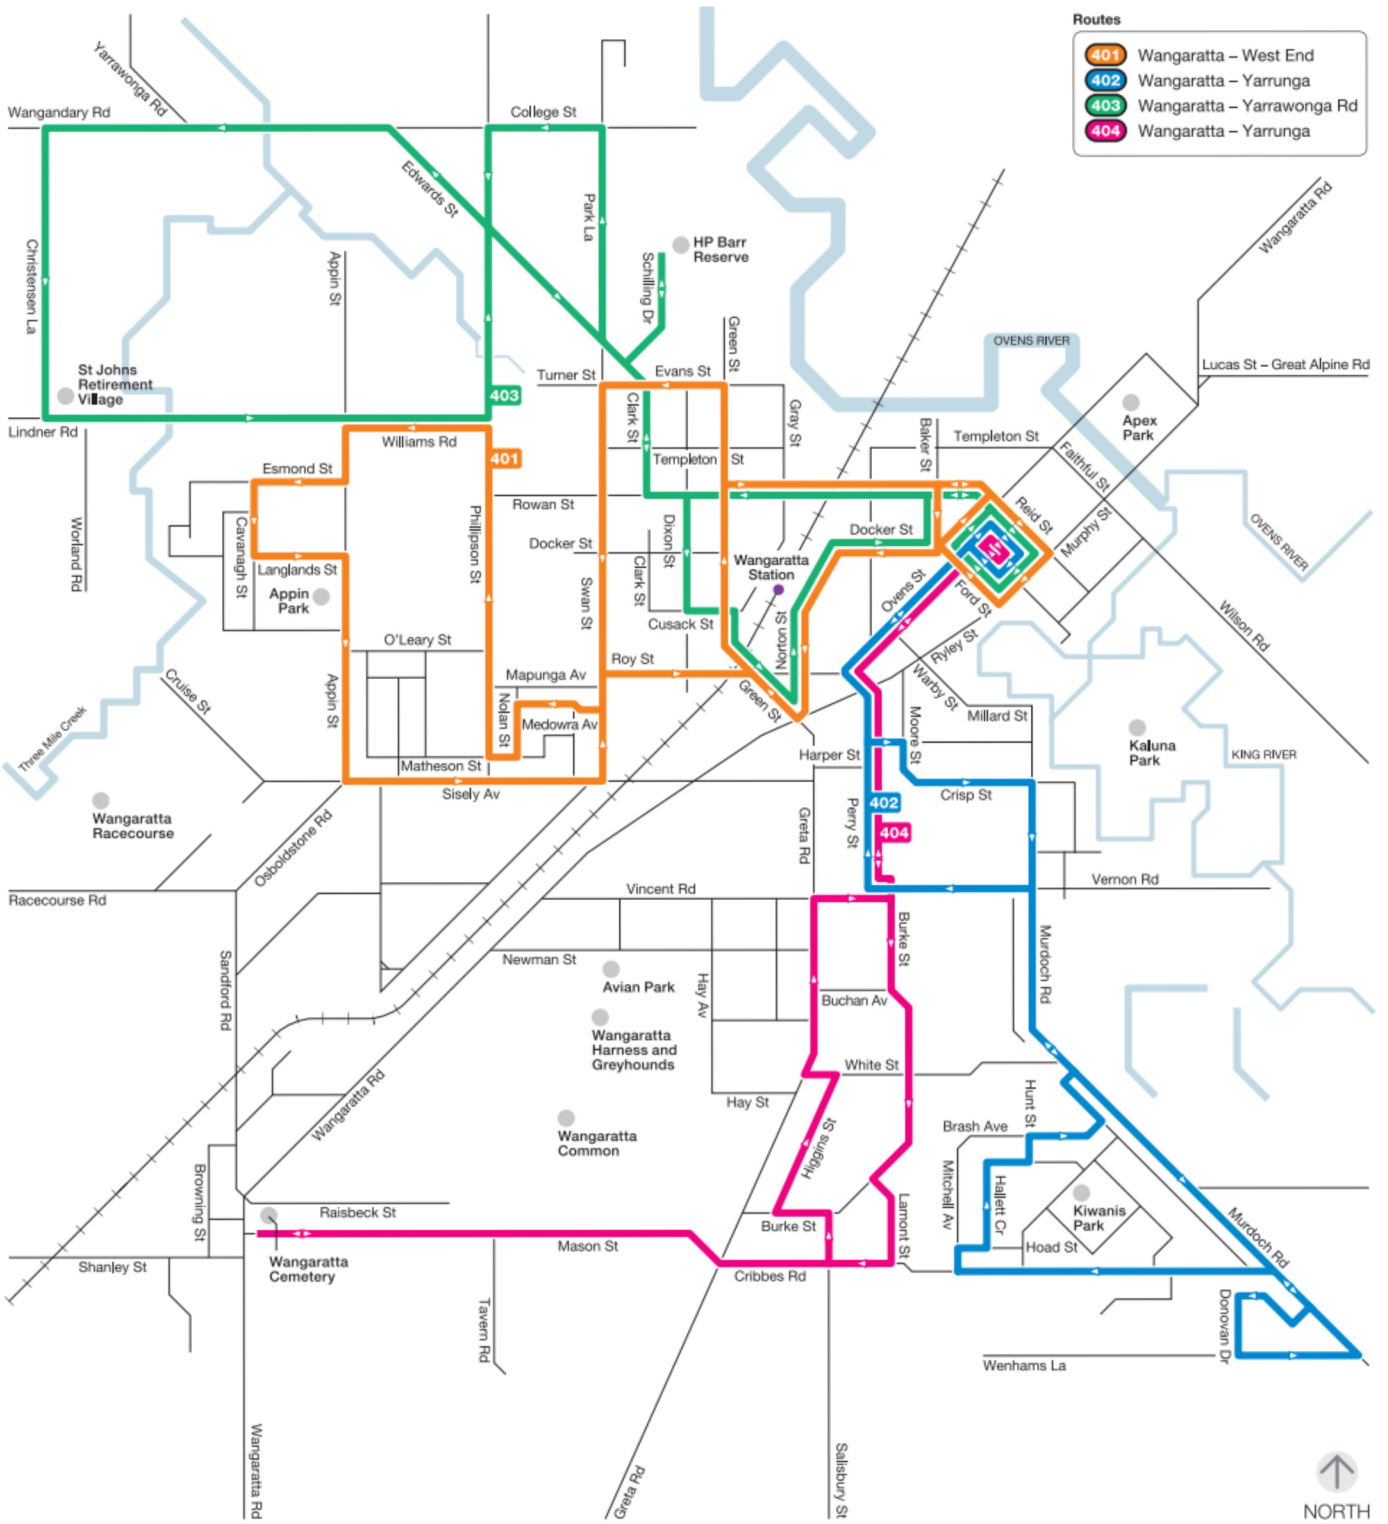 Routes
401 Wangaratta – West End
402 Wangaratta – Yarrunga
403 Wangaratta – Yarrawonga Rd
404 Wangaratta – Yarrunga
Yarrawonga Rd
Wangandary Rd
College St
Edwards St
Park La
Wangaratta Rd
Christensen La
Appin St
Schilling Dr
HP Barr
Reserve
Green St
OVENS RIVER
Lucas St – Great Alpine Rd
St Johns
Retirement
Village
Turner St
Evans St
403
Clark St
Gray St
Apex
Park
Lindner Rd
Williams Rd
Baker St
Templeton St
Faithful St
Templeton St
401
Esmond St
Rowan St
Reid St
Murphy St
OVENS RIVER
Worland Rd
Cavanagh St
Phillipson St
Docker St
Dixon St
Docker St
Langlands St
Clark St
Wangaratta
Station
Appin
Park
Swan St
Ovens St
Ford St
Wilson Rd
Cusack St
Norton St
O'Leary St
Ryley St
Roy St
Mapunga Av
Warby St
Cruise St
Appin St
Nolan St
Green St
Millard St
Medowra Av
Moore St
Three Mile Creek
Kaluna
Park
KING RIVER
Matheson St
Harper St
Sisely Av
Crisp St
Wangaratta
Racecourse
402
Perry St
Greta Rd
404
Osboldstone Rd
Vernon Rd
Racecourse Rd
Vincent Rd
Burke St
Murdoch Rd
Sandford Rd
Newman St
Avian Park
Hay Av
Buchan Av
Wangaratta
Harness and
Greyhounds
White St
Hay St
Hunt St
Wangaratta Rd
Wangaratta
Common
Higgins St
Brash Ave
Mitchell Av
Hallett Cr
Kiwanis
Park
Browning St
Raisbeck St
Burke St
Lamont St
Murdoch Rd
Hoad St
Mason St
Wangaratta
Cemetery
Shanley St
Cribbes Rd
Tavern Rd
Donovan Dr
Wenhams La
Wangaratta Rd
Greta Rd
Salisbury St
NORTH